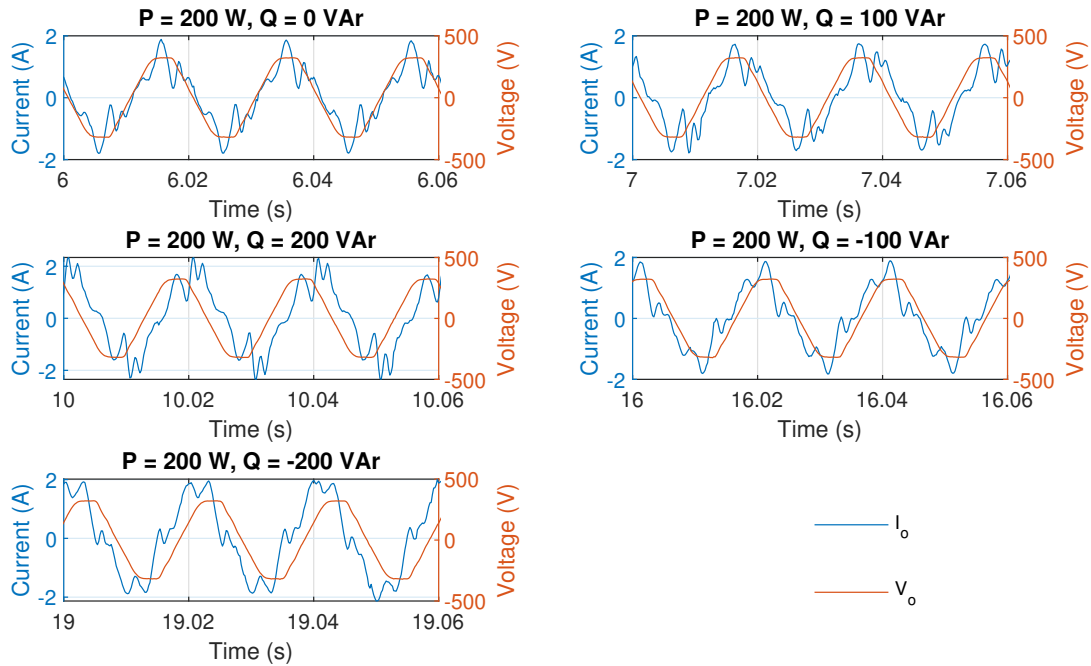 P = 200 W, Q = 0 VAr
Current (A)
2
0
-2
500
0
-500
Voltage (V)
6
6.02
6.04
6.06
Time (s)
P = 200 W, Q = 100 VAr
Current (A)
2
0
-2
500
0
-500
Voltage (V)
7
7.02
7.04
7.06
Time (s)
P = 200 W, Q = 200 VAr
Current (A)
2
0
-2
500
0
-500
Voltage (V)
10
10.02
10.04
10.06
Time (s)
P = 200 W, Q = -100 VAr
Current (A)
2
0
-2
500
0
-500
Voltage (V)
16
16.02
16.04
16.06
Time (s)
P = 200 W, Q = -200 VAr
Current (A)
2
0
-2
500
0
-500
Voltage (V)
19
19.02
19.04
19.06
Time (s)
I_o
V_o